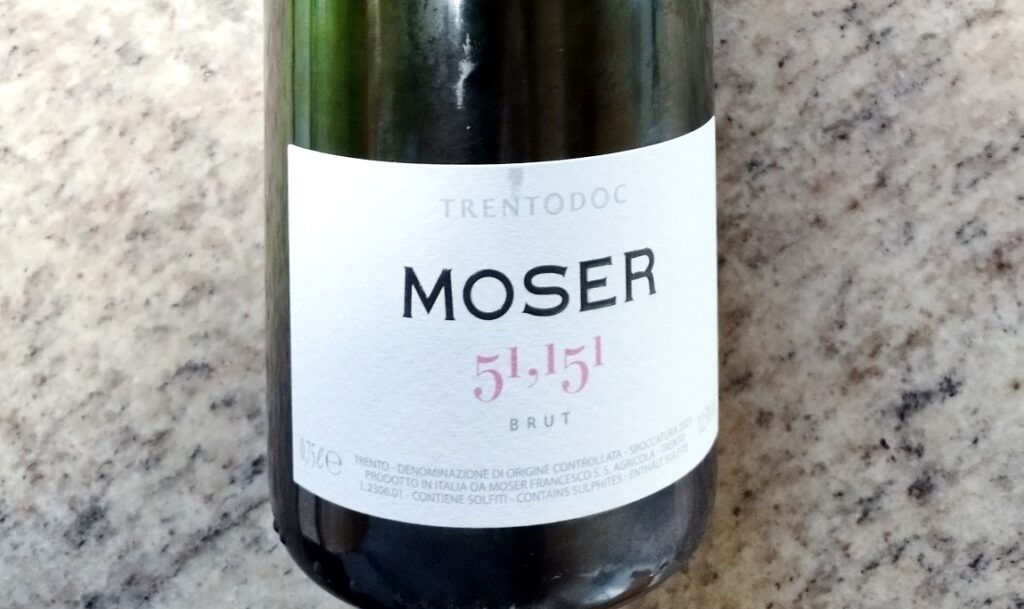 TRENTODOC
MOSER
51,151
BRUT
0,75ℓe
TRENTO - DENOMINAZIONE DI ORIGINE CONTROLLATA - SBOCCATURA 2023
PRODOTTO IN ITALIA DA MOSER FRANCESCO S. S. AGRICOLA - TRENTO
L.2306.01 - CONTIENE SOLFITI - CONTAINS SULPHITES - ENTHÄLT SULFITE